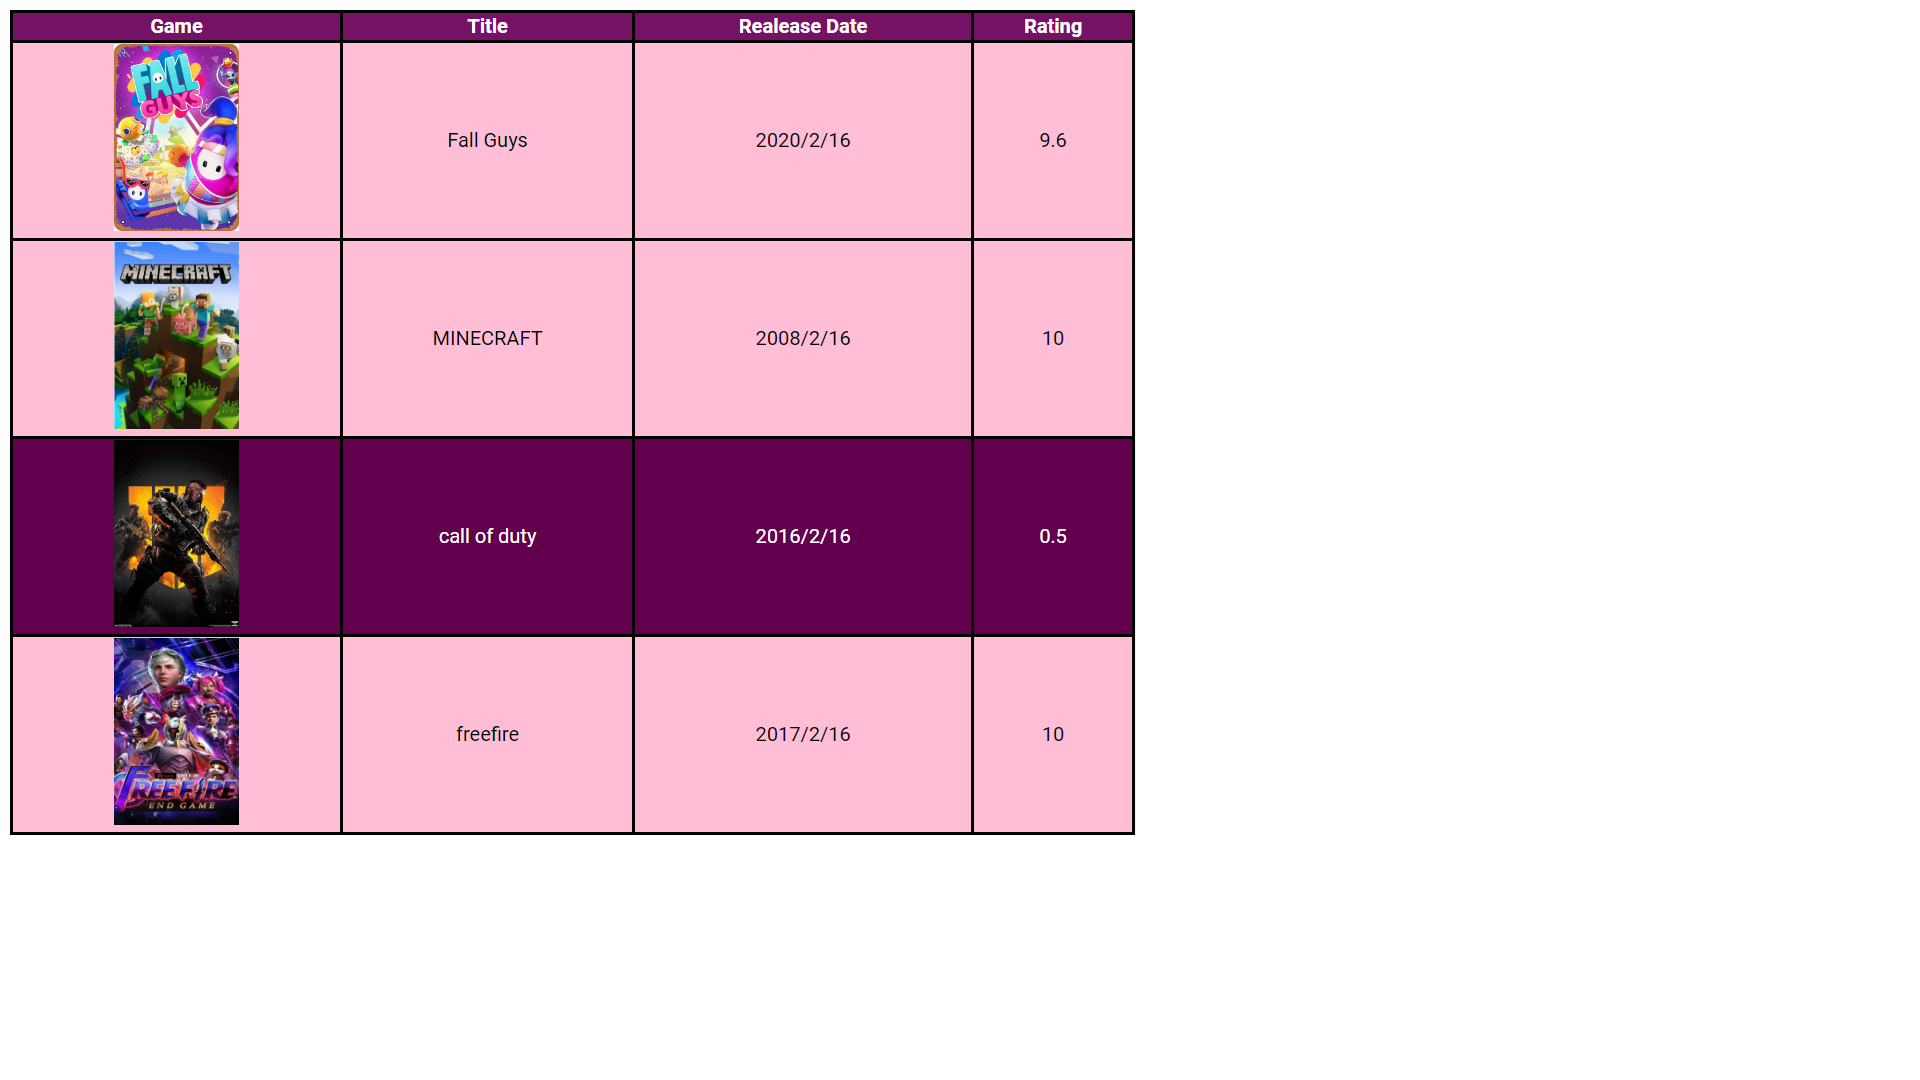 Game Title Realease Date Rating
FALL
GUYS
Fall Guys 2020/2/16 9.6
MINECRAFT
MINECRAFT 2008/2/16 10
call of duty 2016/2/16 0.5
freefire 2017/2/16 10
FREE FIRE
END GAME